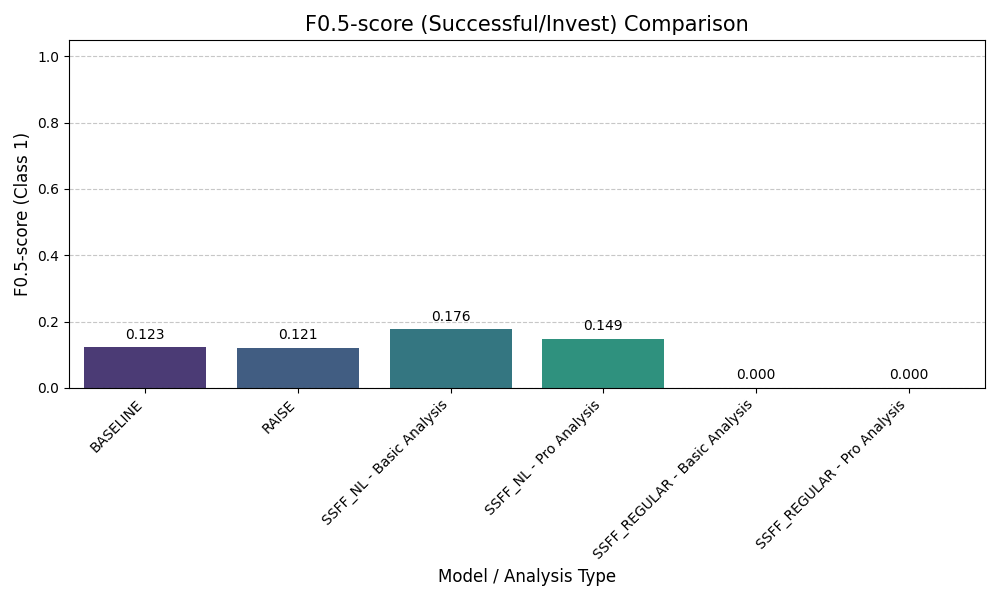 F0.5-score (Successful/Invest) Comparison
F0.5-score (Class 1)
1.0
0.8
0.6
0.4
0.2
0.0
0.123
0.121
0.176
0.149
0.000
0.000
BASELINE
RAISE
SSFF_NL - Basic Analysis
SSFF_NL - Pro Analysis
SSFF_REGULAR - Basic Analysis
SSFF_REGULAR - Pro Analysis
Model / Analysis Type